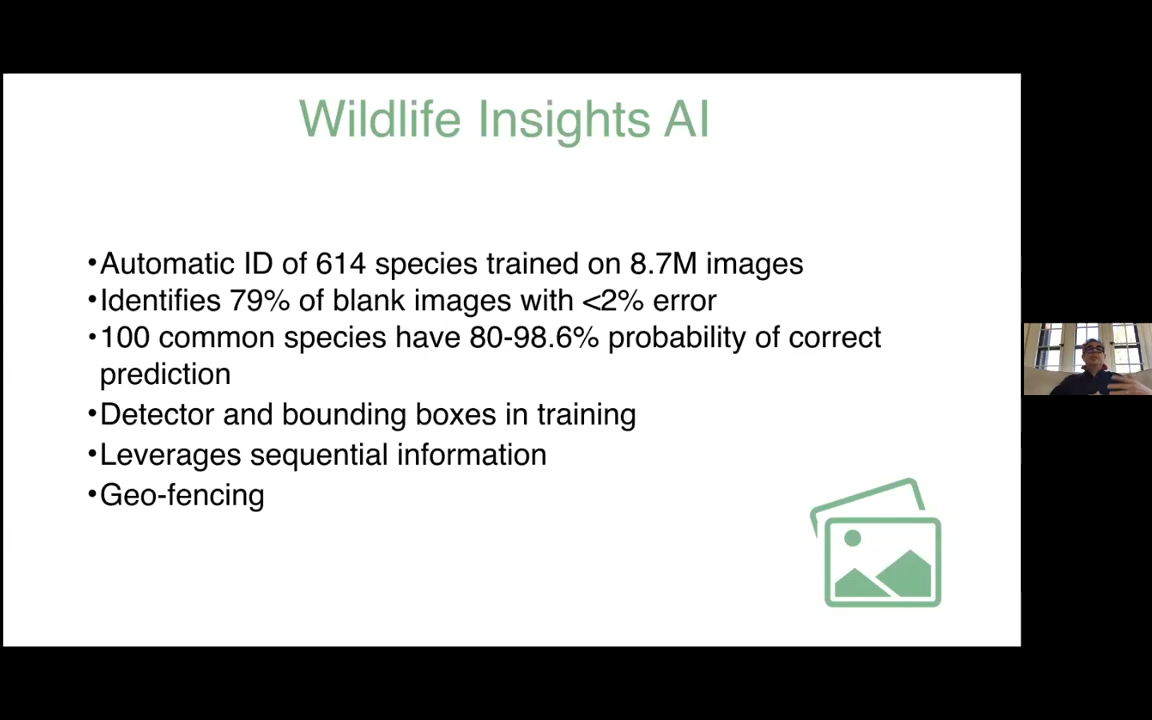 Wildlife Insights AI
•Automatic ID of 614 species trained on 8.7M images
•Identifies 79% of blank images with <2% error
•100 common species have 80-98.6% probability of correct
prediction
•Detector and bounding boxes in training
•Leverages sequential information
•Geo-fencing